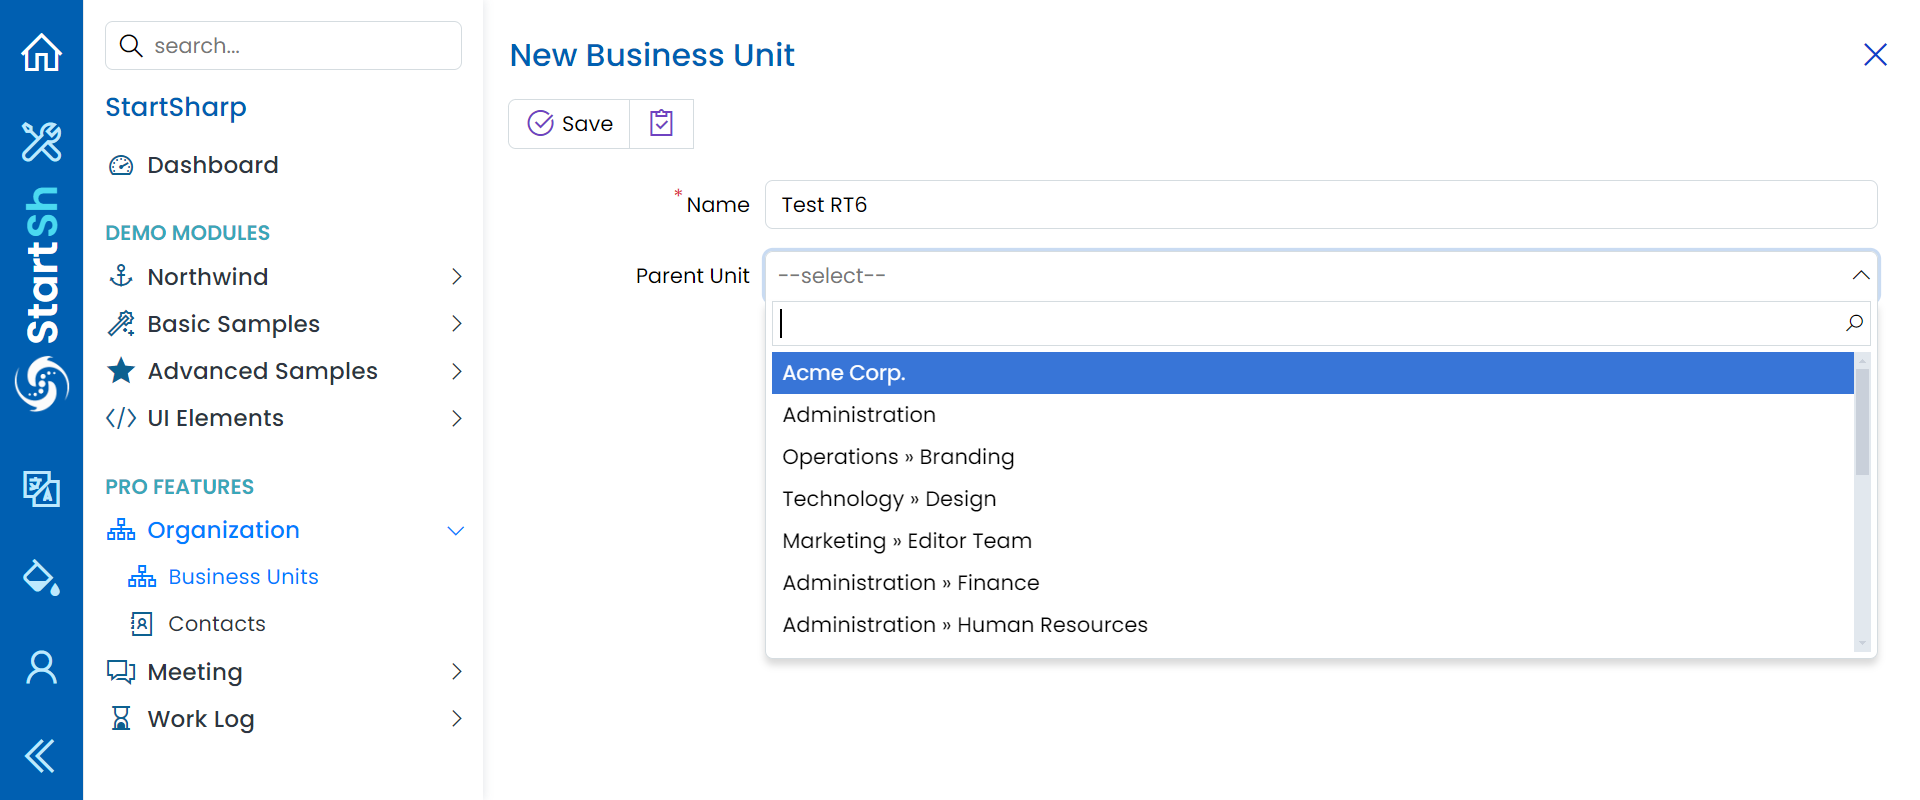 StartSh
search...
StartSharp
Dashboard
DEMO MODULES
Northwind
Basic Samples
Advanced Samples
UI Elements
PRO FEATURES
Organization
Business Units
Contacts
Meeting
Work Log
New Business Unit
Save
* Name
Test RT6
Parent Unit
--select--
Acme Corp.
Administration
Operations » Branding
Technology » Design
Marketing » Editor Team
Administration » Finance
Administration » Human Resources